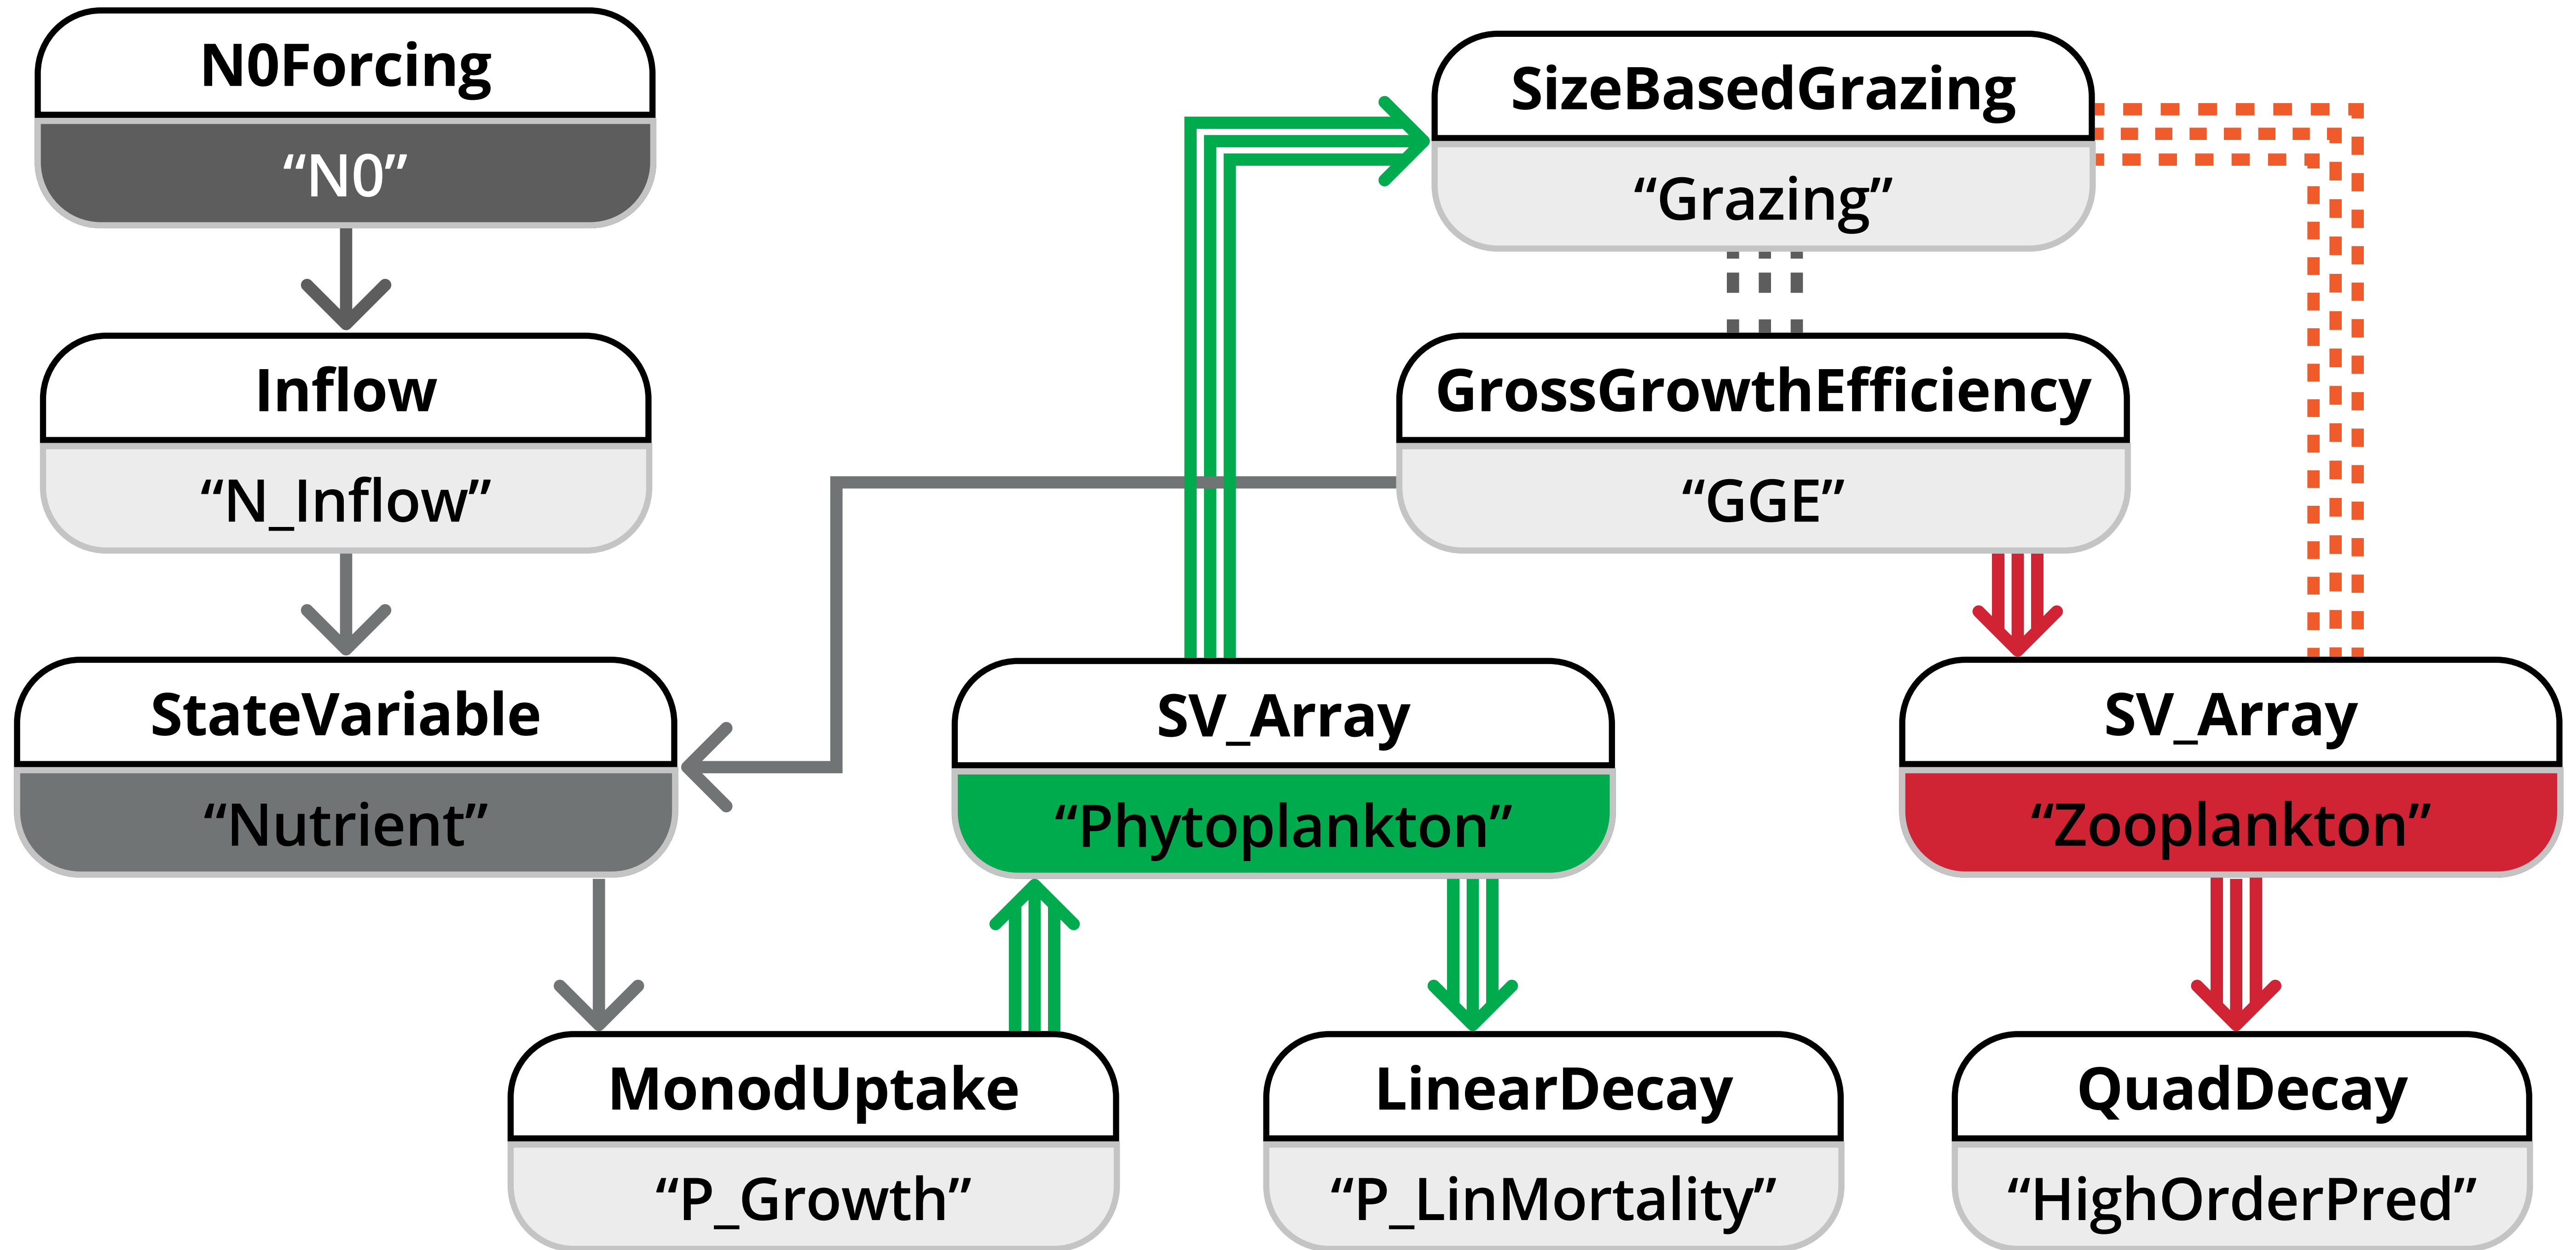 N0Forcing
“N0”
SizeBasedGrazing
“Grazing”
Inflow
“N_Inflow”
GrossGrowthEfficiency
“GGE”
StateVariable
“Nutrient”
SV_Array
“Phytoplankton”
SV_Array
“Zooplankton”
MonodUptake
“P_Growth”
LinearDecay
“P_LinMortality”
QuadDecay
“HighOrderPred”